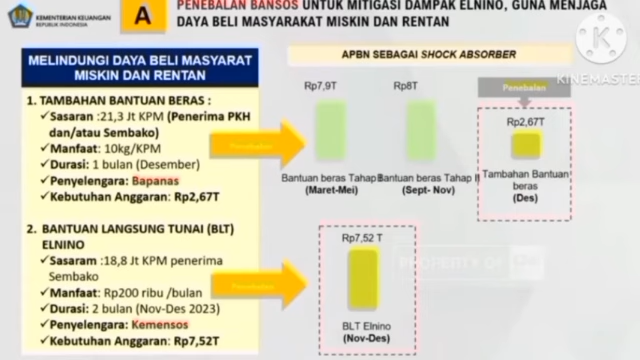 KEMENTERIAN KEUANGAN
REPUBLIK INDONESIA
A
PENEBALAN BANSOS UNTUK MITIGASI DAMPAK ELNINO, GUNA MENJAGA
DAYA BELI MASYARAKAT MISKIN DAN RENTAN
KINEMASTER
MELINDUNGI DAYA BELI MASYARAT
MISKIN DAN RENTAN
1. TAMBAHAN BANTUAN BERAS :
✓Sasaran :21,3 Jt KPM (Penerima PKH
dan/atau Sembako)
✓Manfaat: 10kg/KPM
✓Durasi: 1 bulan (Desember)
✓Penyelengara: Bapanas
✓Kebutuhan Anggaran: Rp2,67T
2. BANTUAN LANGSUNG TUNAI (BLT)
ELNINO
✓Sasaram : 18,8 Jt KPM penerima
Sembako
✓Manfaat: Rp200 ribu /bulan
✓Durasi: 2 bulan (Nov-Des 2023)
✓Penyelengara: Kemensos
✓Kebutuhan Anggaran: Rp7,52T
Penebalan
Penebalan
APBN SEBAGAI SHOCK ABSORBER
Rp7,9T
Rp8T
Penebalan
Rp2,67T
Bantuan beras Tahap I
(Maret-Mei)
Bantuan beras Tahap II
(Sept- Nov)
Tambahan Bantuan
beras
(Des)
Rp7,52 T
BLT Elnino
(Nov-Des)
PROPERTY OF